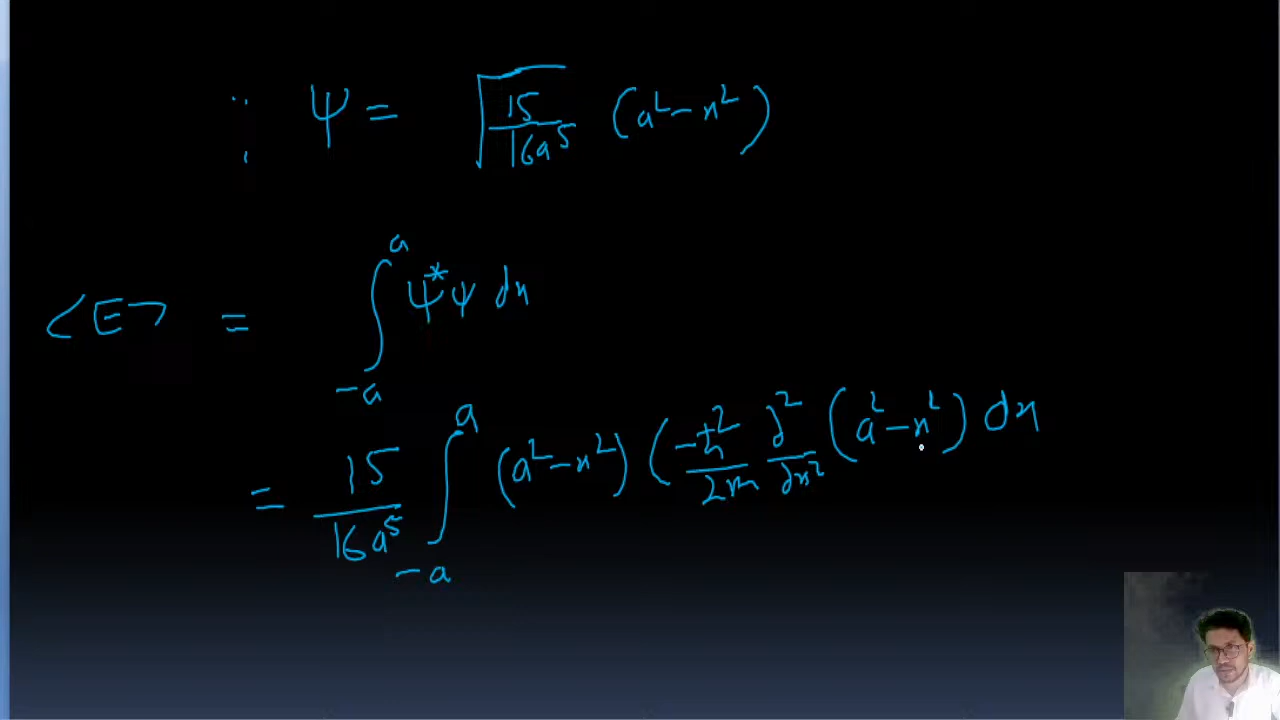 ∴ ψ = √(15/16a⁵) (a² − x²)
<E> = ∫₋ₐᵃ ψ* ψ dx
= 15/16a⁵ ∫₋ₐᵃ (a² − x²) (−ħ²/2m d²/dx² (a² − x²) dx